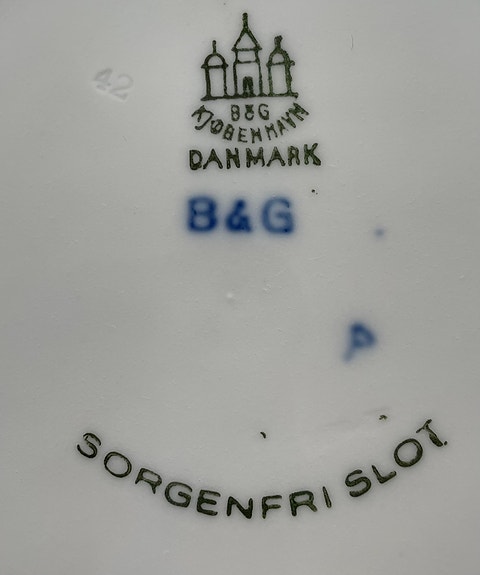 42
B&G
KJØBENHAVN
DANMARK
B&G
P
SORGENFRI SLOT.